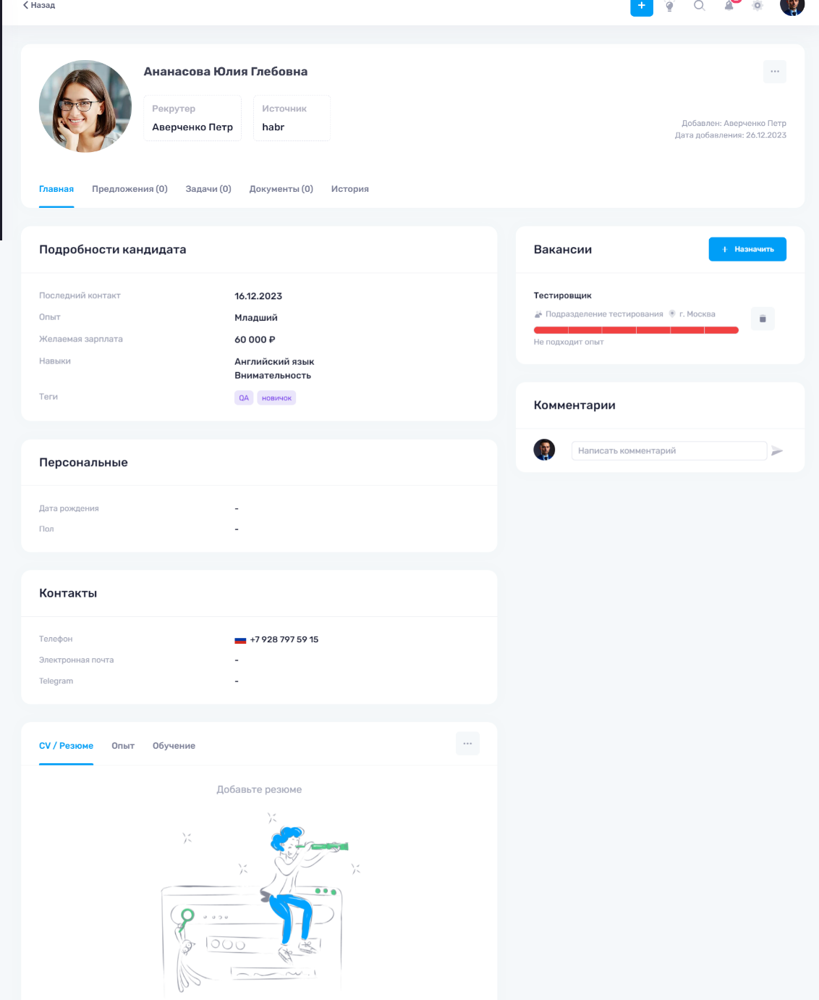 Назад
Ананасова Юлия Глебовна
Рекрутер
Аверченко Петр
Источник
habr
Добавлен: Аверченко Петр
Дата добавления: 26.12.2023
Главная Предложения (0) Задачи (0) Документы (0) История
Подробности кандидата
Последний контакт 16.12.2023
Опыт Младший
Желаемая зарплата 60 000 ₽
Навыки Английский язык
Внимательность
Теги QA новичок
Персональные
Дата рождения -
Пол -
Контакты
Телефон +7 928 797 59 15
Электронная почта -
Telegram -
CV / Резюме Опыт Обучение
Добавьте резюме
Вакансии
+ Назначить
Тестировщик
Подразделение тестирования г. Москва
Не подходит опыт
Комментарии
Написать комментарий